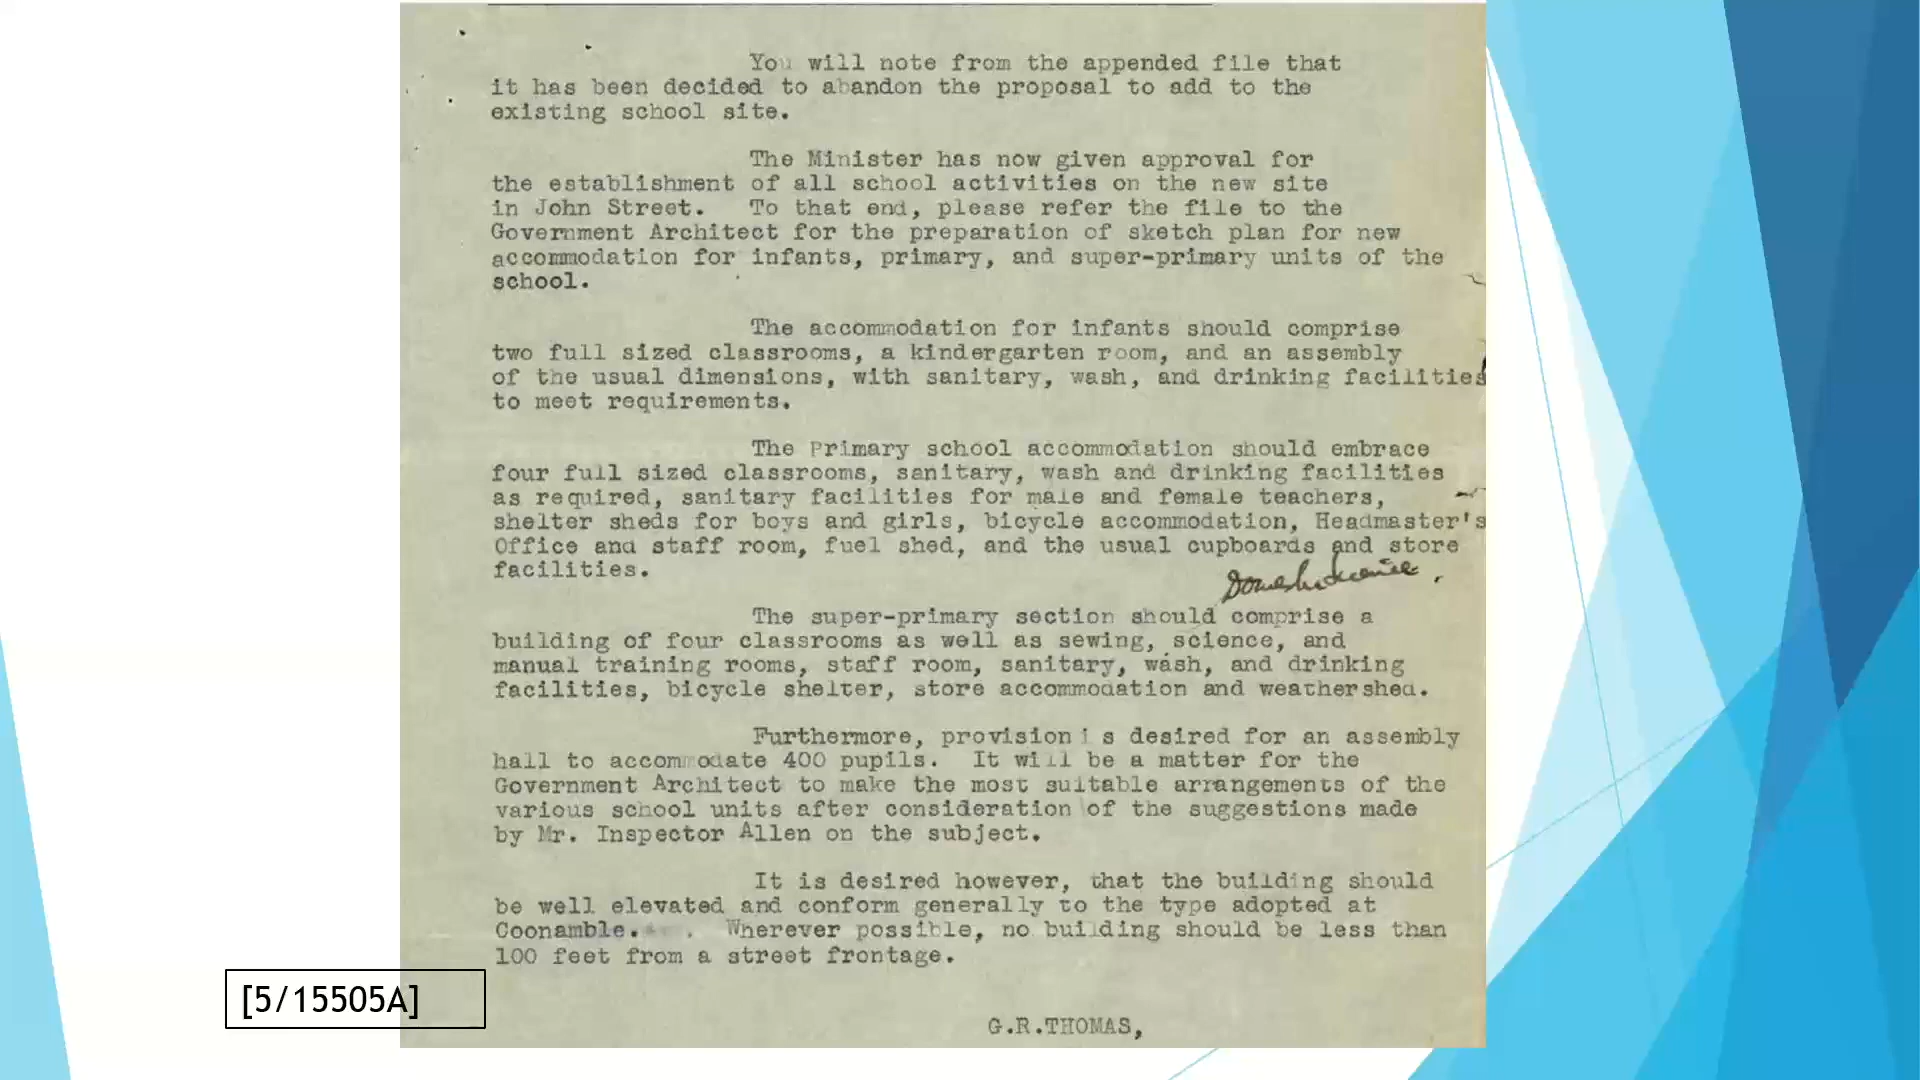 You will note from the appended file that
it has been decided to abandon the proposal to add to the
existing school site.
The Minister has now given approval for
the establishment of all school activities on the new site
in John Street. To that end, please refer the file to the
Government Architect for the preparation of sketch plan for new
accommodation for infants, primary, and super-primary units of the
school.
The accommodation for infants should comprise
two full sized classrooms, a kindergarten room, and an assembly
of the usual dimensions, with sanitary, wash, and drinking facilities
to meet requirements.
The Primary school accommodation should embrace
four full sized classrooms, sanitary, wash and drinking facilities
as required, sanitary facilities for male and female teachers,
shelter sheds for boys and girls, bicycle accommodation, Headmaster's
Office and staff room, fuel shed, and the usual cupboards and store
facilities.
The super-primary section should comprise a
building of four classrooms as well as sewing, science, and
manual training rooms, staff room, sanitary, wash, and drinking
facilities, bicycle shelter, store accommodation and weathershed.
Furthermore, provision is desired for an assembly
hall to accommodate 400 pupils. It will be a matter for the
Government Architect to make the most suitable arrangements of the
various school units after consideration of the suggestions made
by Mr. Inspector Allen on the subject.
It is desired however, that the building should
be well elevated and conform generally to the type adopted at
Coonamble. Wherever possible, no building should be less than
100 feet from a street frontage.
[5/15505A]
G.R.THOMAS,